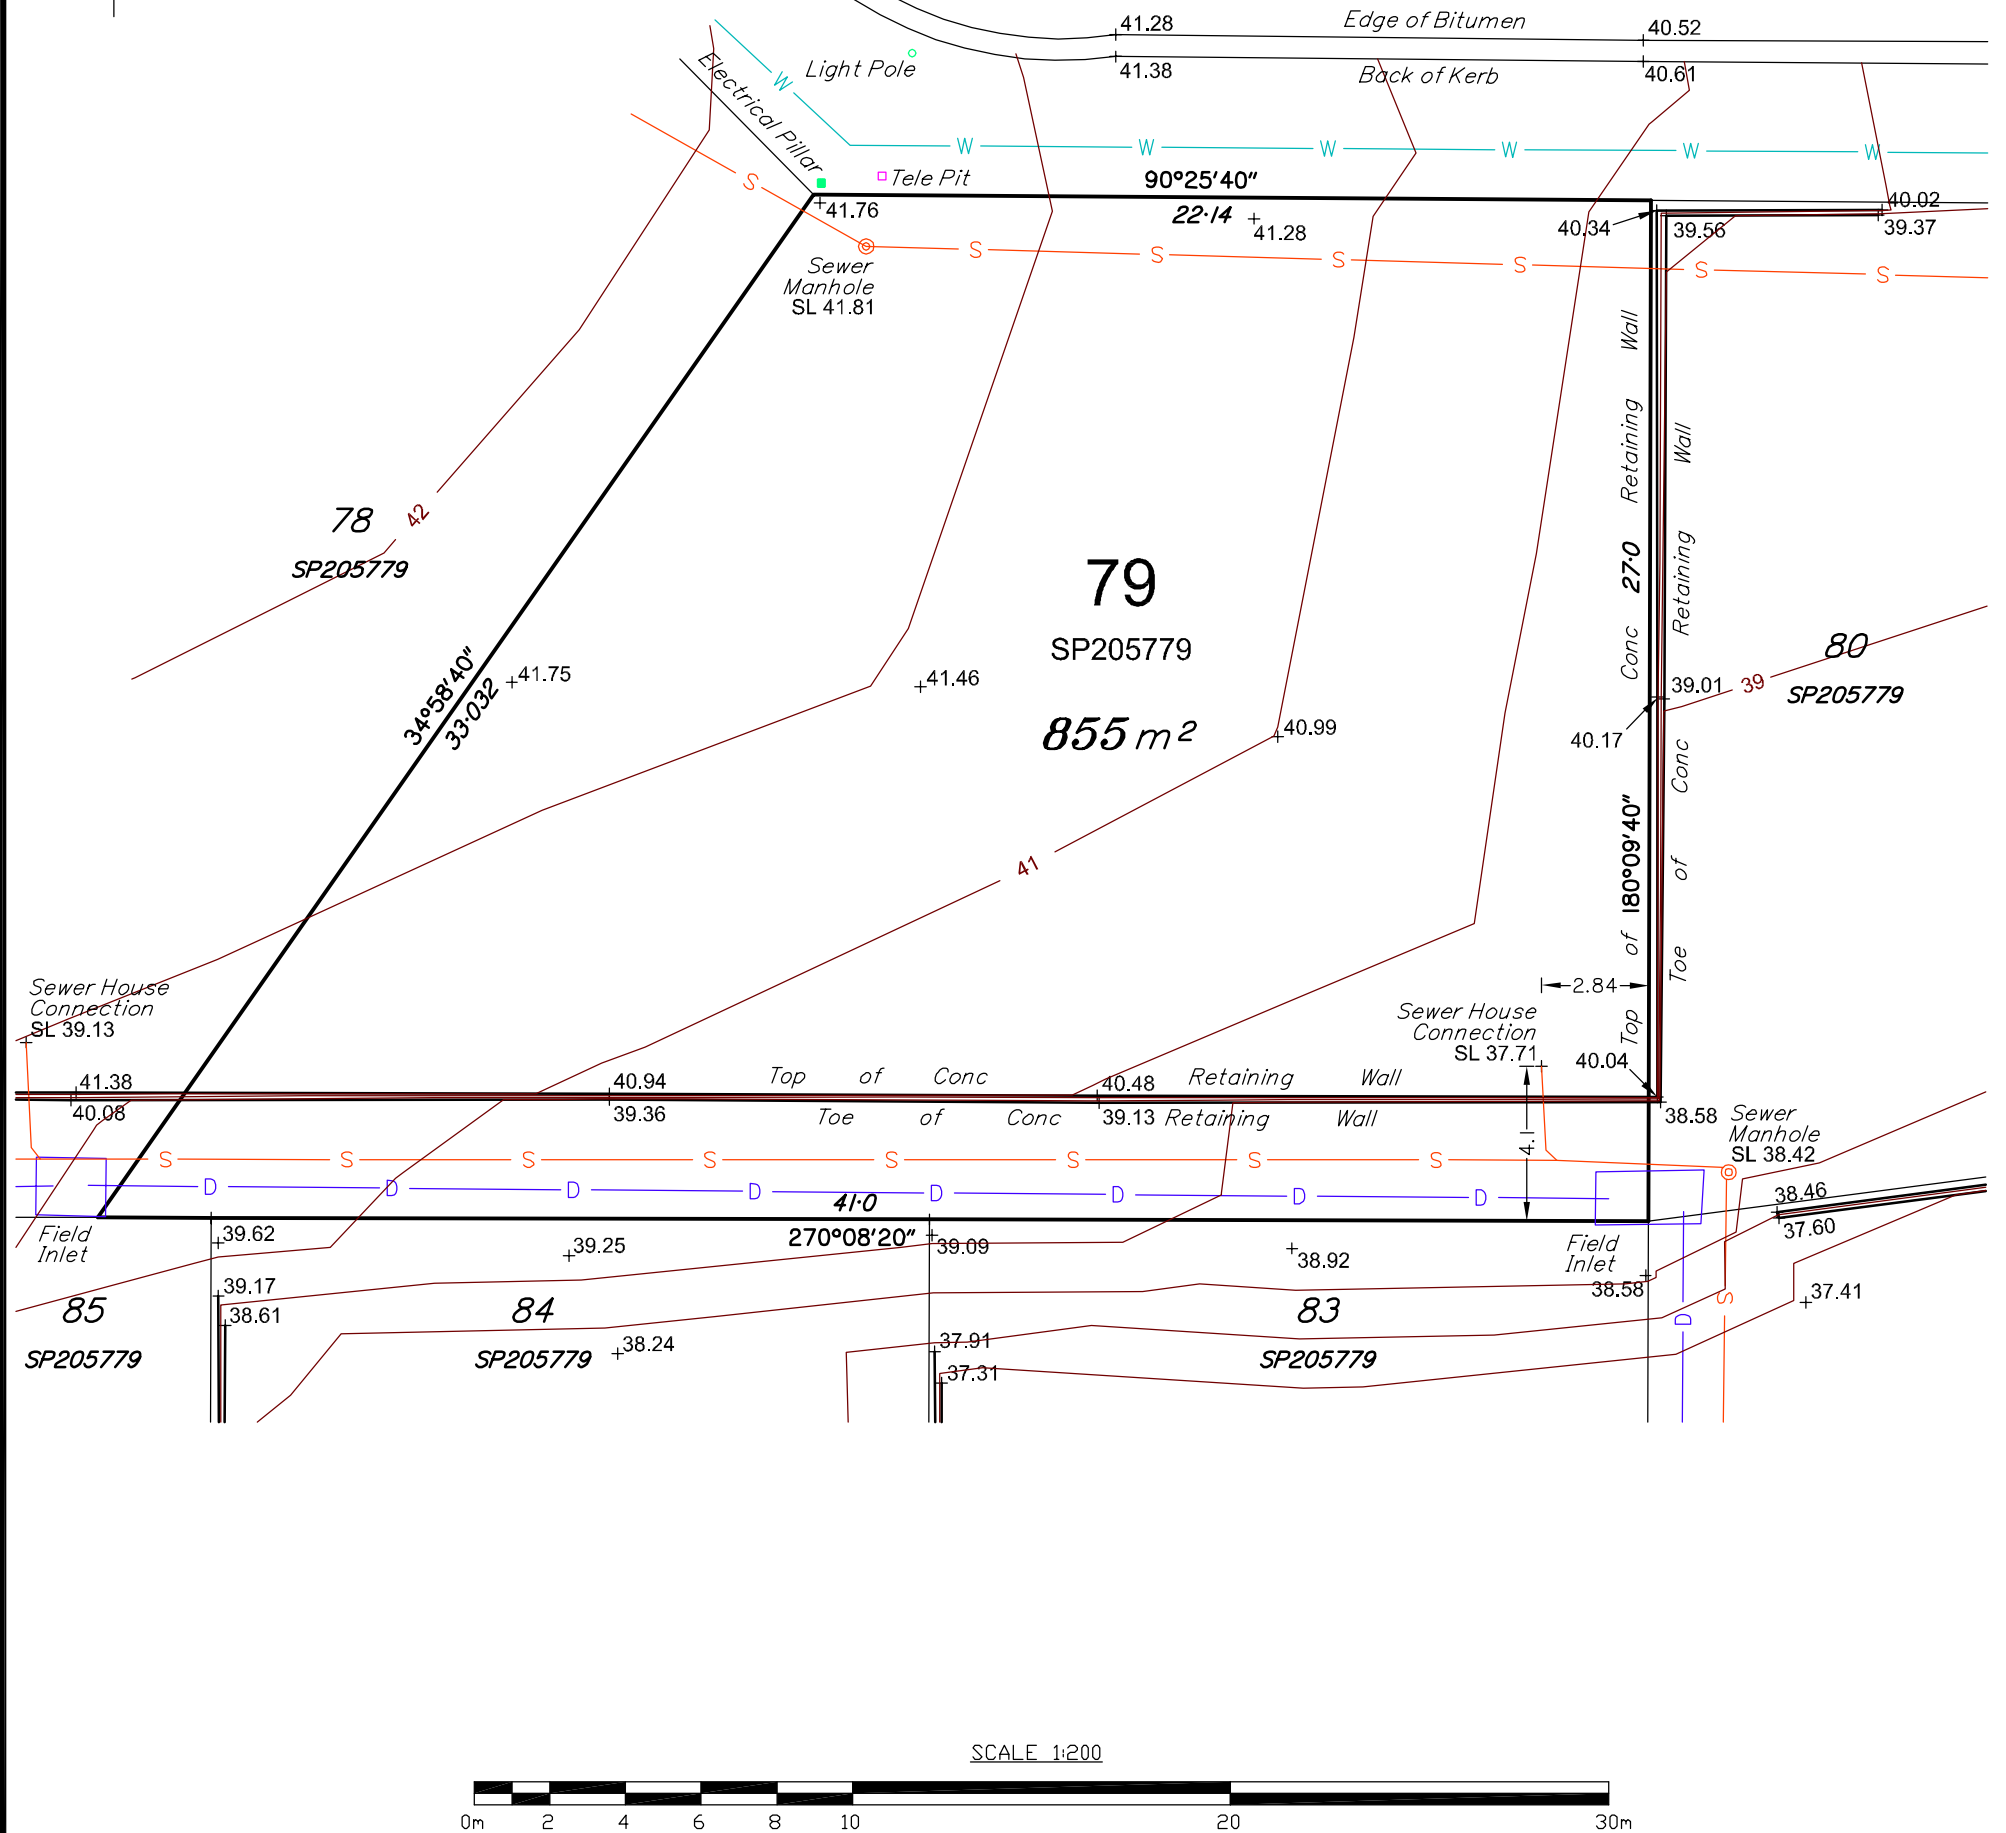 41.28
Edge of Bitumen
40.52
Light Pole
41.38
Back of Kerb
40.61
Electrical Pillar
W
W
W
W
W
W
W
S
Tele Pit
90°25'40"
41.76
22·14
41.28
40.34
39.56
40.02
39.37
S
S
S
S
S
S
Sewer
Manhole
SL 41.81
78
SP205779
42
79
SP205779
855 m²
34°58'40"
33·032
41.75
41.46
40.99
Top of Conc Retaining Wall
180°09'40"
27·0
Toe of Conc Retaining Wall
39.01
39
40.17
80
SP205779
41
Sewer House
Connection
SL 39.13
2.84
Sewer House
Connection
SL 37.71
40.04
41.38
40.94
Top of Conc
40.48
Retaining Wall
40.08
39.36
Toe of Conc
39.13
Retaining Wall
38.58
Sewer
Manhole
SL 38.42
4.1
S
S
S
S
S
S
S
S
D
D
D
D
D
D
D
D
41·0
270°08'20"
38.46
37.60
Field
Inlet
39.62
39.25
39.09
38.92
Field
Inlet
38.58
39.17
38.61
85
SP205779
84
SP205779
38.24
37.91
37.31
83
SP205779
S
D
37.41
SCALE 1:200
0m 2 4 6 8 10 20 30m